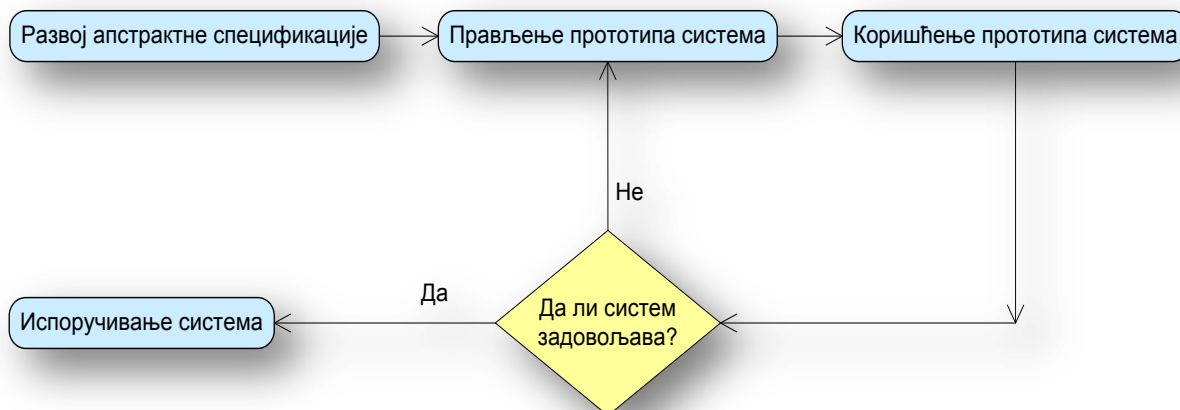 Развој апстрактне спецификације
Прављење прототипа система
Коришћење прототипа система
Не
Да
Да ли систем
задовољава?
Испоручивање система